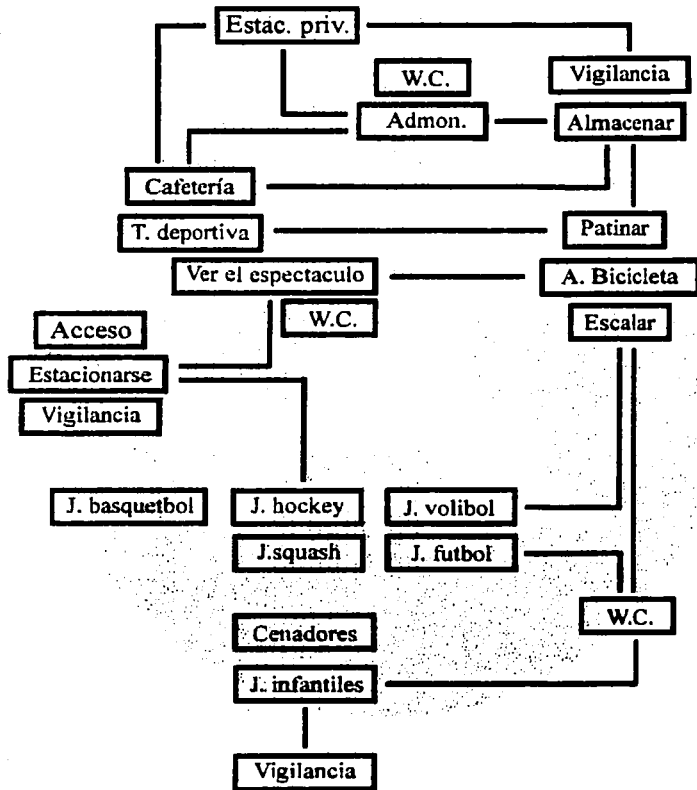 Estac. priv.
W.C.
Vigilancia
Admon.
Almacenar
Cafetería
T. deportiva
Patinar
Ver el espectaculo
A. Bicicleta
W.C.
Escalar
Acceso
Estacionarse
Vigilancia
J. basquetbol
J. hockey
J. volibol
J.squash
J. futbol
W.C.
Cenadores
J. infantiles
Vigilancia